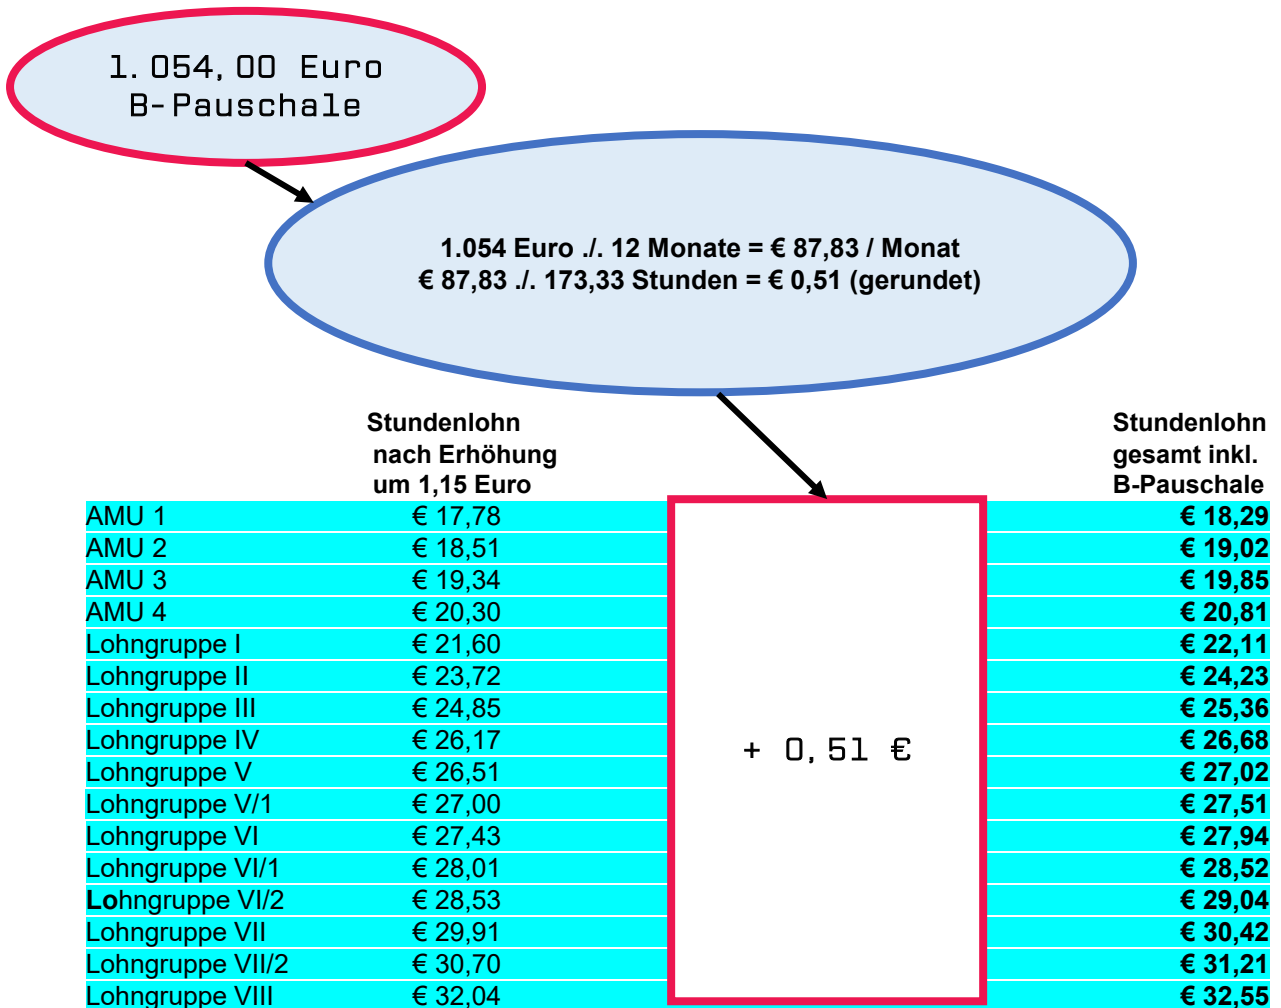 1.054,00 Euro
B-Pauschale
1.054 Euro ./. 12 Monate = € 87,83 / Monat
€ 87,83 ./. 173,33 Stunden = € 0,51 (gerundet)
Stundenlohn
nach Erhöhung
um 1,15 Euro
Stundenlohn
gesamt inkl.
B-Pauschale
AMU 1 € 17,78 € 18,29
AMU 2 € 18,51 € 19,02
AMU 3 € 19,34 € 19,85
AMU 4 € 20,30 € 20,81
Lohngruppe I € 21,60 € 22,11
Lohngruppe II € 23,72 € 24,23
Lohngruppe III € 24,85 € 25,36
Lohngruppe IV € 26,17 € 26,68
+ 0,51 €
Lohngruppe V € 26,51 € 27,02
Lohngruppe V/1 € 27,00 € 27,51
Lohngruppe VI € 27,43 € 27,94
Lohngruppe VI/1 € 28,01 € 28,52
Lohngruppe VI/2 € 28,53 € 29,04
Lohngruppe VII € 29,91 € 30,42
Lohngruppe VII/2 € 30,70 € 31,21
Lohngruppe VIII € 32,04 € 32,55